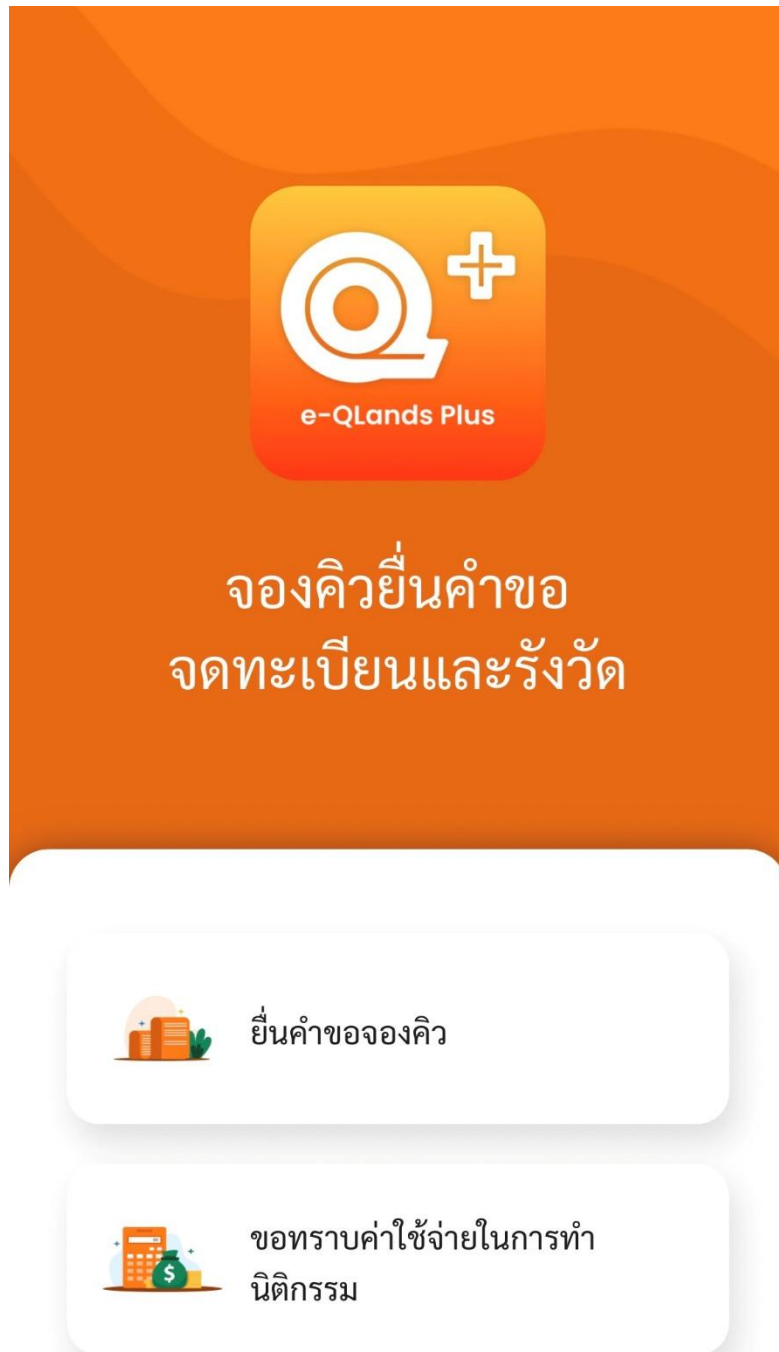 Q+
e-QLands Plus
จองคิวยื่นคำขอ
จดทะเบียนและรังวัด
ยื่นคำขอจองคิว
ขอทราบค่าใช้จ่ายในการทำ
นิติกรรม
$